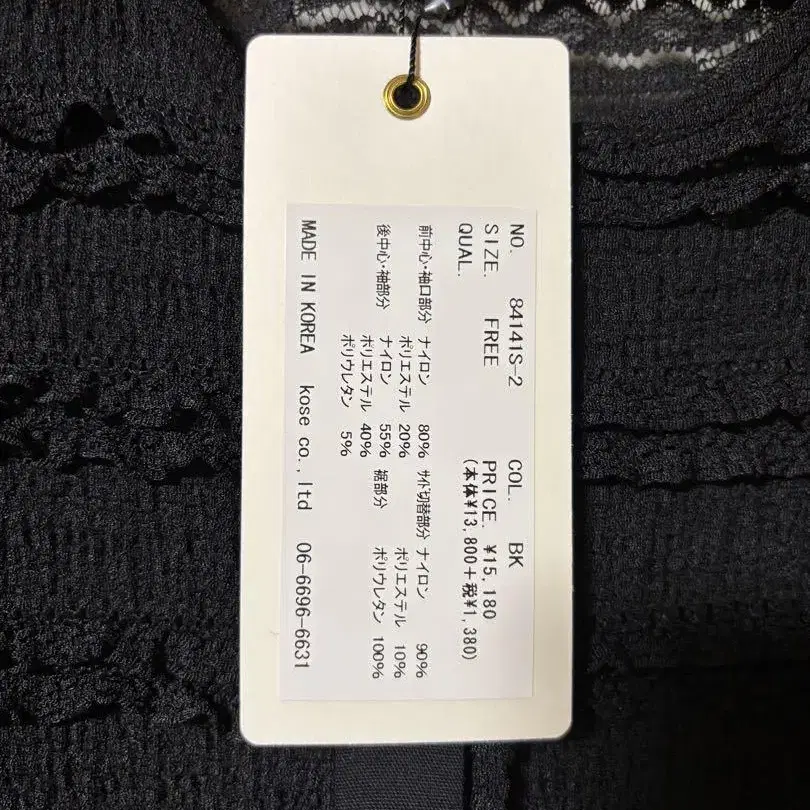 NO. 84141S-2 COL. BK
SIZE. FREE PRICE. ¥15,180
QUAL. (本体¥13,800+税¥1,380)
前中心・袖口部分 ナイロン 80% ｻｲﾄﾞ切替部分 ナイロン 90%
ポリエステル 20% ポリエステル 10%
後中心・袖部分 ナイロン 55% 裾部分 ポリウレタン 100%
ポリエステル 40%
ポリウレタン 5%
MADE IN KOREA kose co.,ltd 06-6696-6631